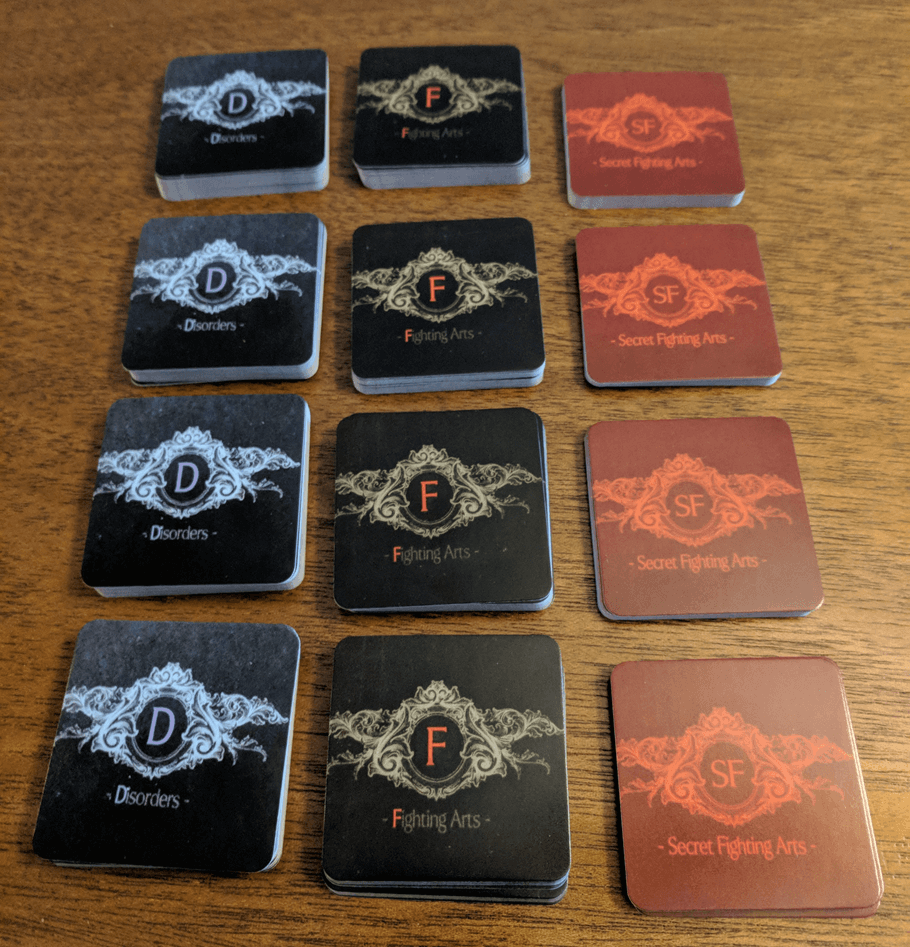 D
- Disorders -
F
- Fighting Arts -
SF
- Secret Fighting Arts -
D
- Disorders -
F
- Fighting Arts -
SF
- Secret Fighting Arts -
D
- Disorders -
F
- Fighting Arts -
SF
- Secret Fighting Arts -
D
- Disorders -
F
- Fighting Arts -
SF
- Secret Fighting Arts -